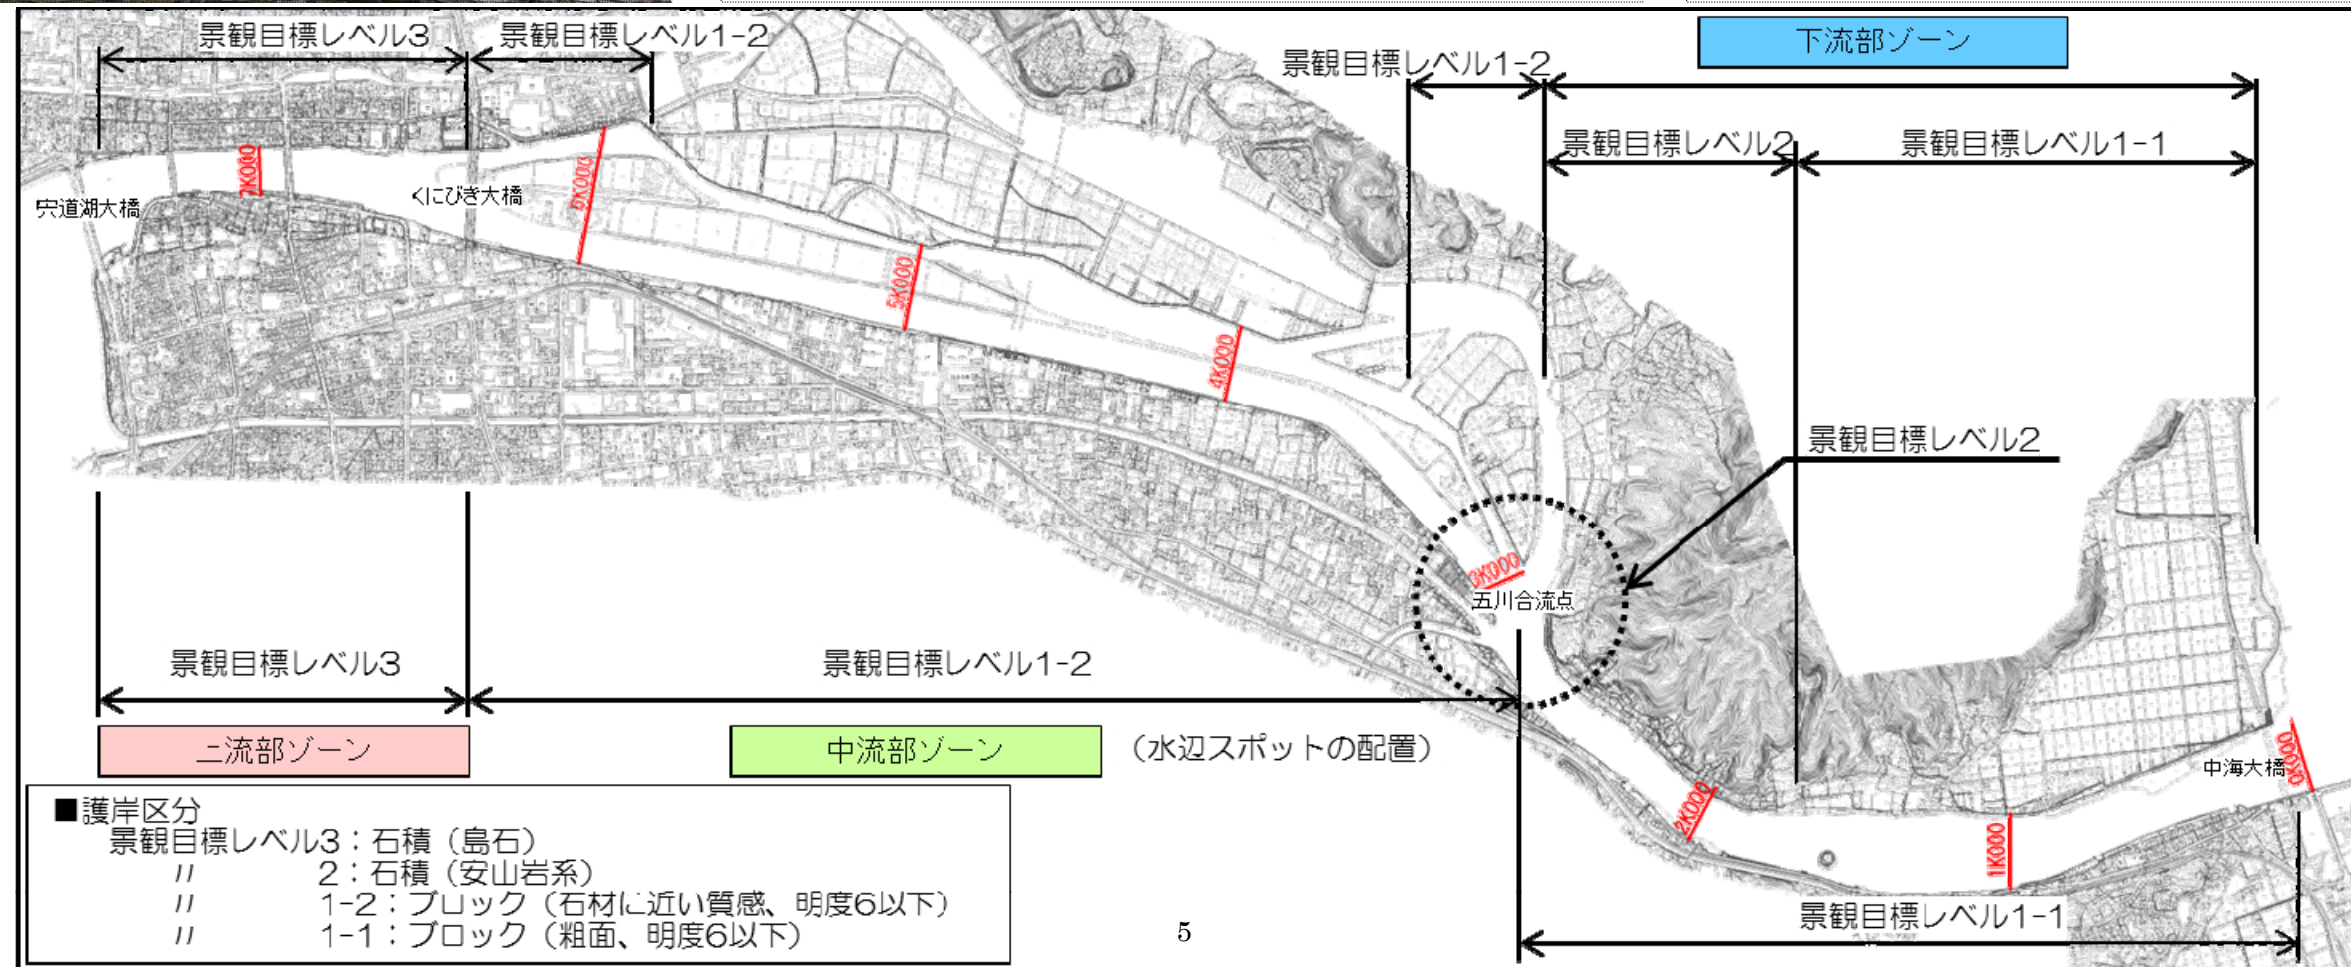 景観目標レベル3
景観目標レベル1-2
下流部ゾーン
景観目標レベル1-2
景観目標レベル2
景観目標レベル1-1
7K000
6K000
宍道湖大橋
くにびき大橋
5K000
4K000
景観目標レベル2
3K000
五川合流点
景観目標レベル3
景観目標レベル1-2
上流部ゾーン
中流部ゾーン
（水辺スポットの配置）
中海大橋
0K000
2K000
1K000
■護岸区分
景観目標レベル3：石積（島石）
〃 2：石積（安山岩系）
〃 1-2：ブロック（石材に近い質感、明度6以下）
〃 1-1：ブロック（粗面、明度6以下）
景観目標レベル1-1
5